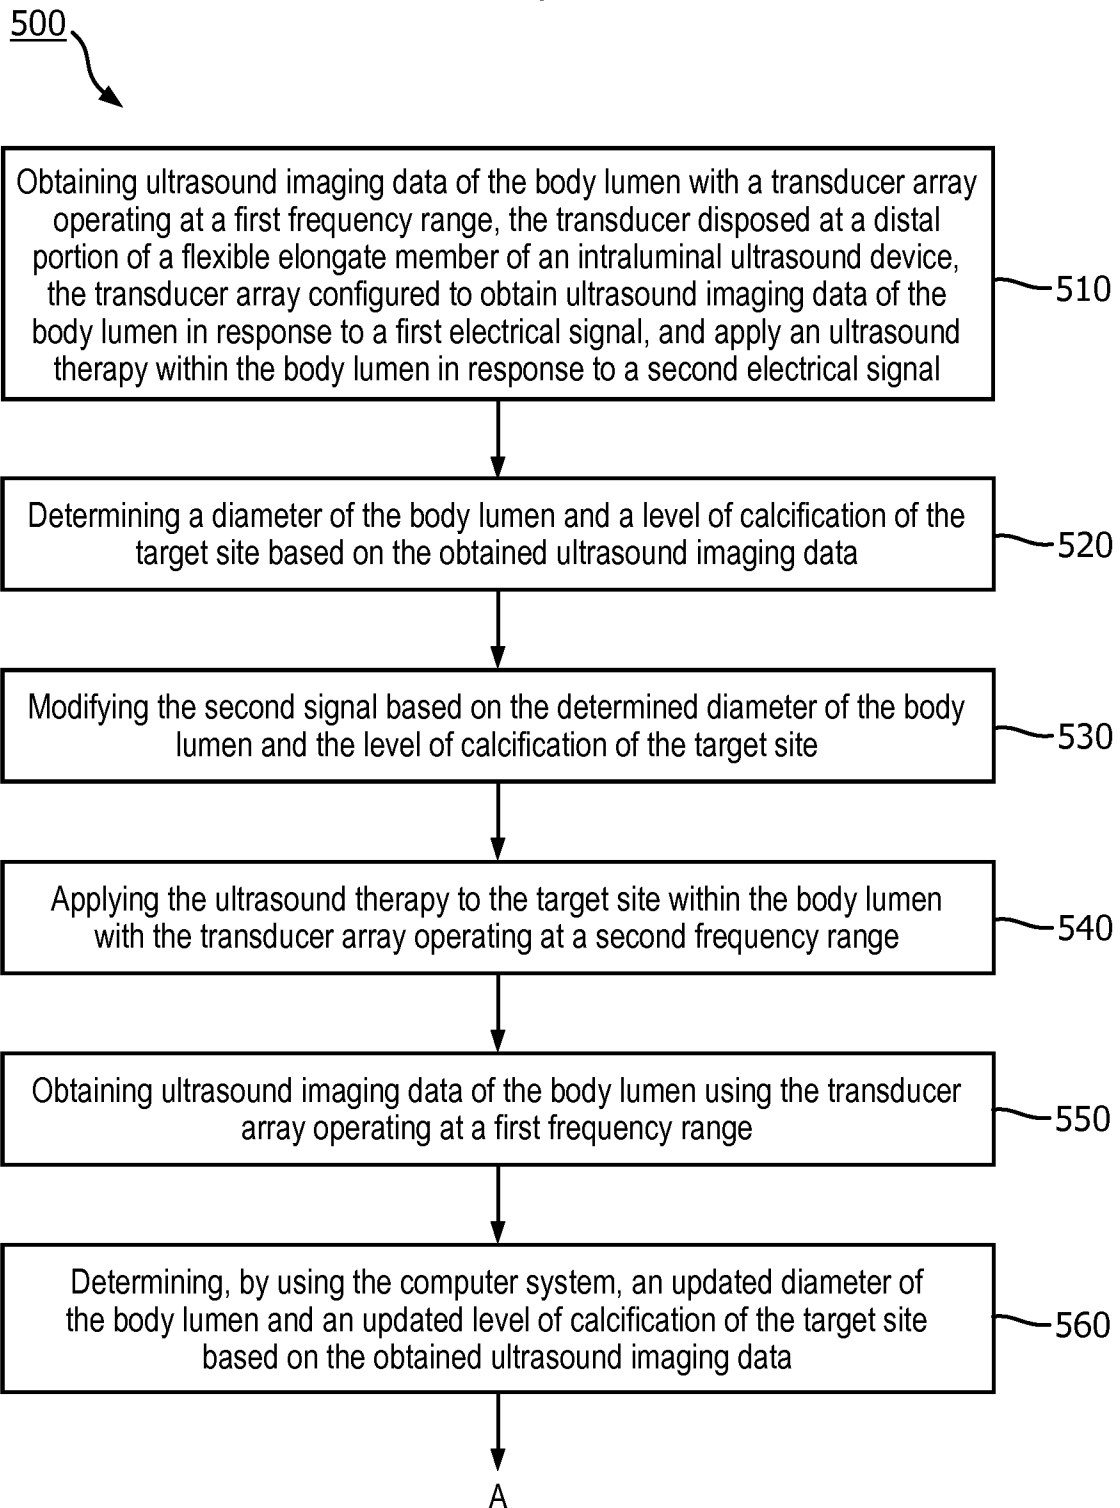 500
Obtaining ultrasound imaging data of the body lumen with a transducer array
operating at a first frequency range, the transducer disposed at a distal
portion of a flexible elongate member of an intraluminal ultrasound device,
the transducer array configured to obtain ultrasound imaging data of the
body lumen in response to a first electrical signal, and apply an ultrasound
therapy within the body lumen in response to a second electrical signal
510
Determining a diameter of the body lumen and a level of calcification of the
target site based on the obtained ultrasound imaging data
520
Modifying the second signal based on the determined diameter of the body
lumen and the level of calcification of the target site
530
Applying the ultrasound therapy to the target site within the body lumen
with the transducer array operating at a second frequency range
540
Obtaining ultrasound imaging data of the body lumen using the transducer
array operating at a first frequency range
550
Determining, by using the computer system, an updated diameter of
the body lumen and an updated level of calcification of the target site
based on the obtained ultrasound imaging data
560
A